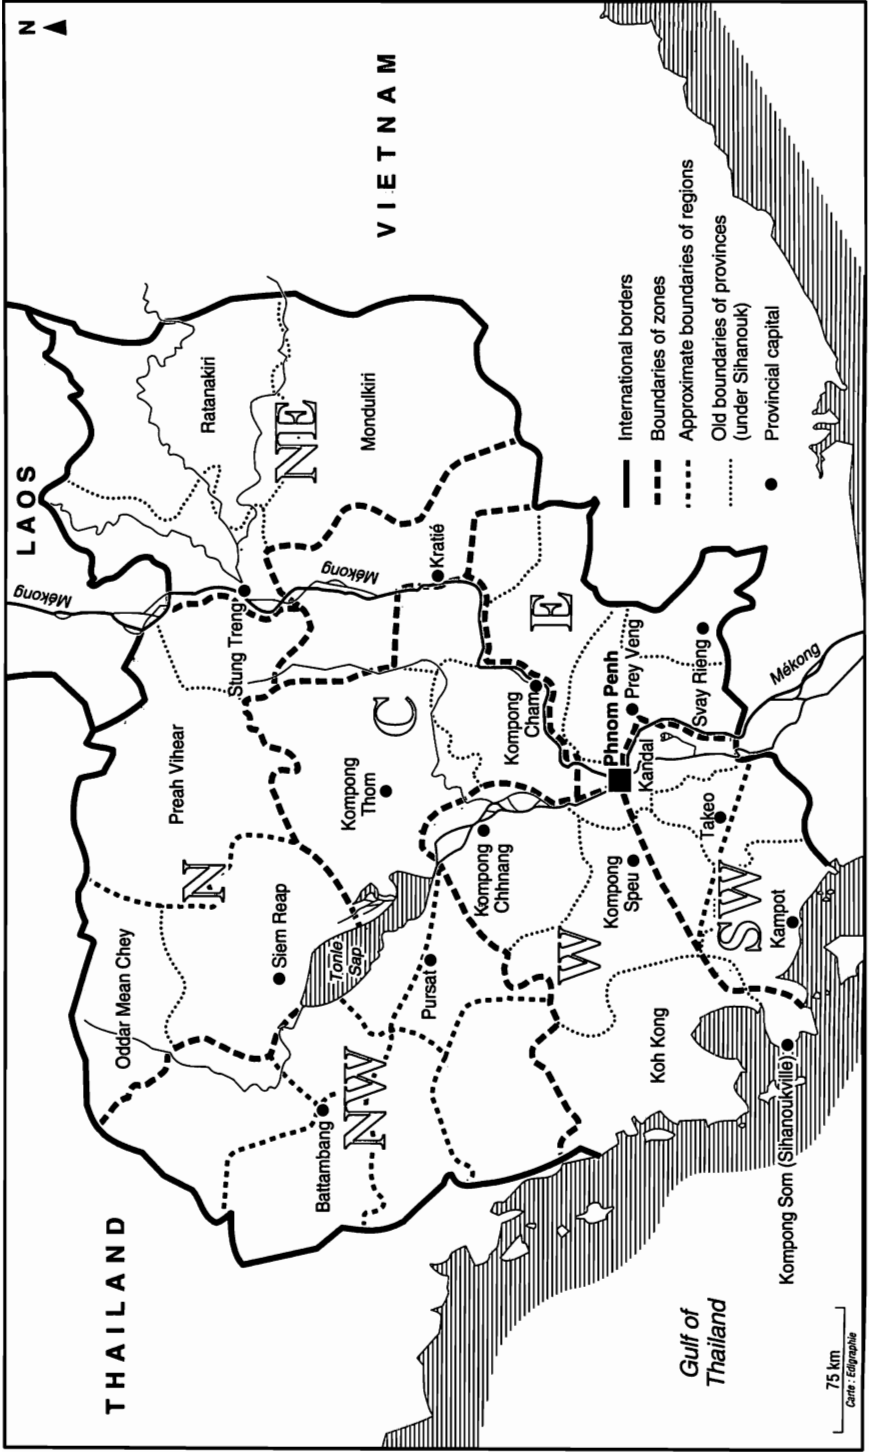 N
LAOS
VIETNAM
THAILAND
Mékong
Stung Treng
Ratanakiri
NE
Mondulkiri
Mékong
Kratié
Preah Vihear
N
Oddar Mean Chey
Siem Reap
Tonle
Sap
Kompong
Thom
C
Kompong
Cham
E
Battambang
NW
Pursat
Kompong
Chhnang
W
Kompong
Speu
Phnom Penh
Kandal
Prey Veng
Svay Rieng
Mékong
Takeo
SW
Kampot
Koh Kong
Kompong Som (Sihanoukville)
Gulf of
Thailand
International borders
Boundaries of zones
Approximate boundaries of regions
Old boundaries of provinces
(under Sihanouk)
Provincial capital
75 km
Carte : Edigraphie